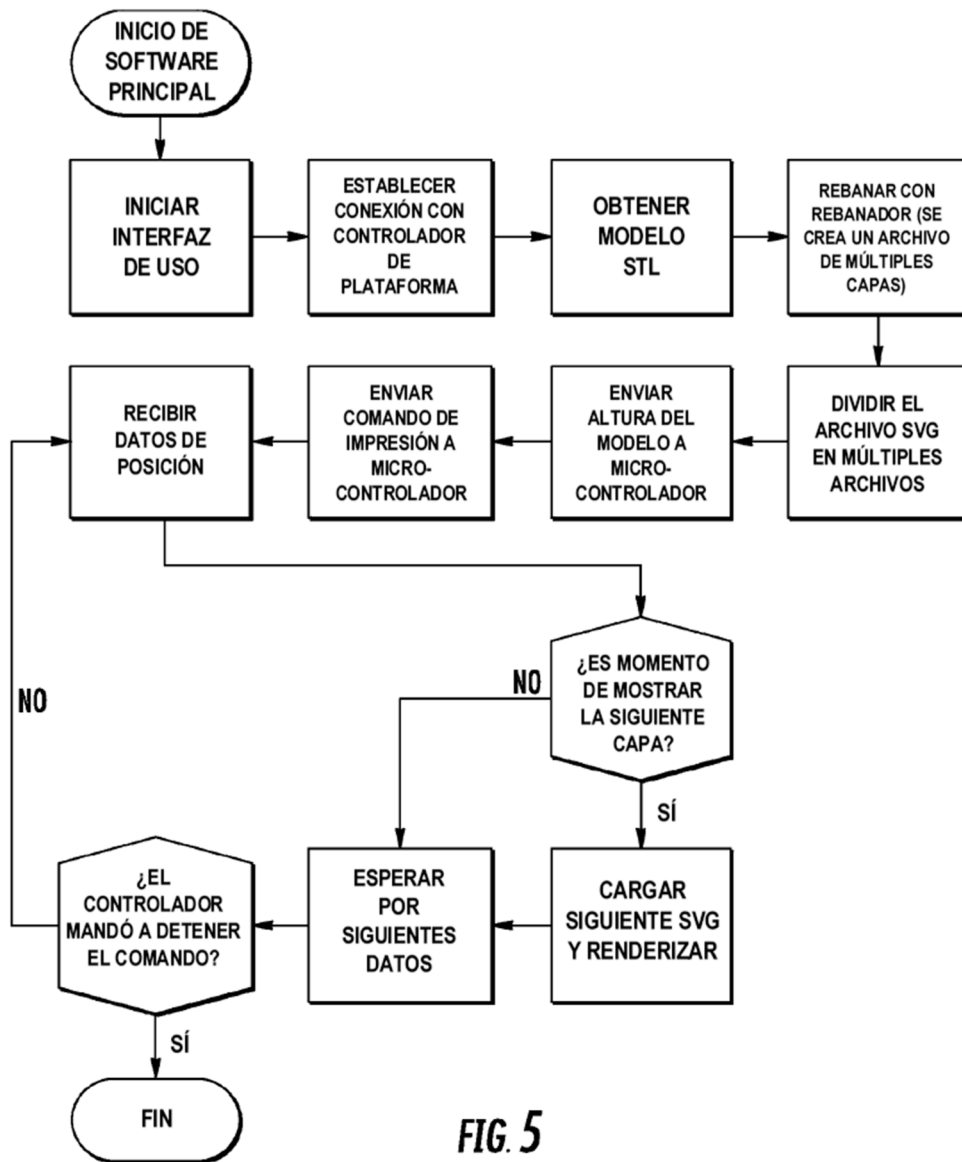 INICIO DE
SOFTWARE
PRINCIPAL
INICIAR
INTERFAZ
DE USO
ESTABLECER
CONEXIÓN CON
CONTROLADOR
DE
PLATAFORMA
OBTENER
MODELO
STL
REBANAR CON
REBANADOR (SE
CREA UN ARCHIVO
DE MÚLTIPLES
CAPAS)
DIVIDIR EL
ARCHIVO SVG
EN MÚLTIPLES
ARCHIVOS
ENVIAR
ALTURA DEL
MODELO A
MICRO-
CONTROLADOR
ENVIAR
COMANDO DE
IMPRESIÓN A
MICRO-
CONTROLADOR
RECIBIR
DATOS DE
POSICIÓN
¿ES MOMENTO
DE MOSTRAR
LA SIGUIENTE
CAPA?
NO
SÍ
CARGAR
SIGUIENTE SVG
Y RENDERIZAR
ESPERAR
POR
SIGUIENTES
DATOS
¿EL
CONTROLADOR
MANDÓ A DETENER
EL COMANDO?
NO
SÍ
FIN
FIG. 5